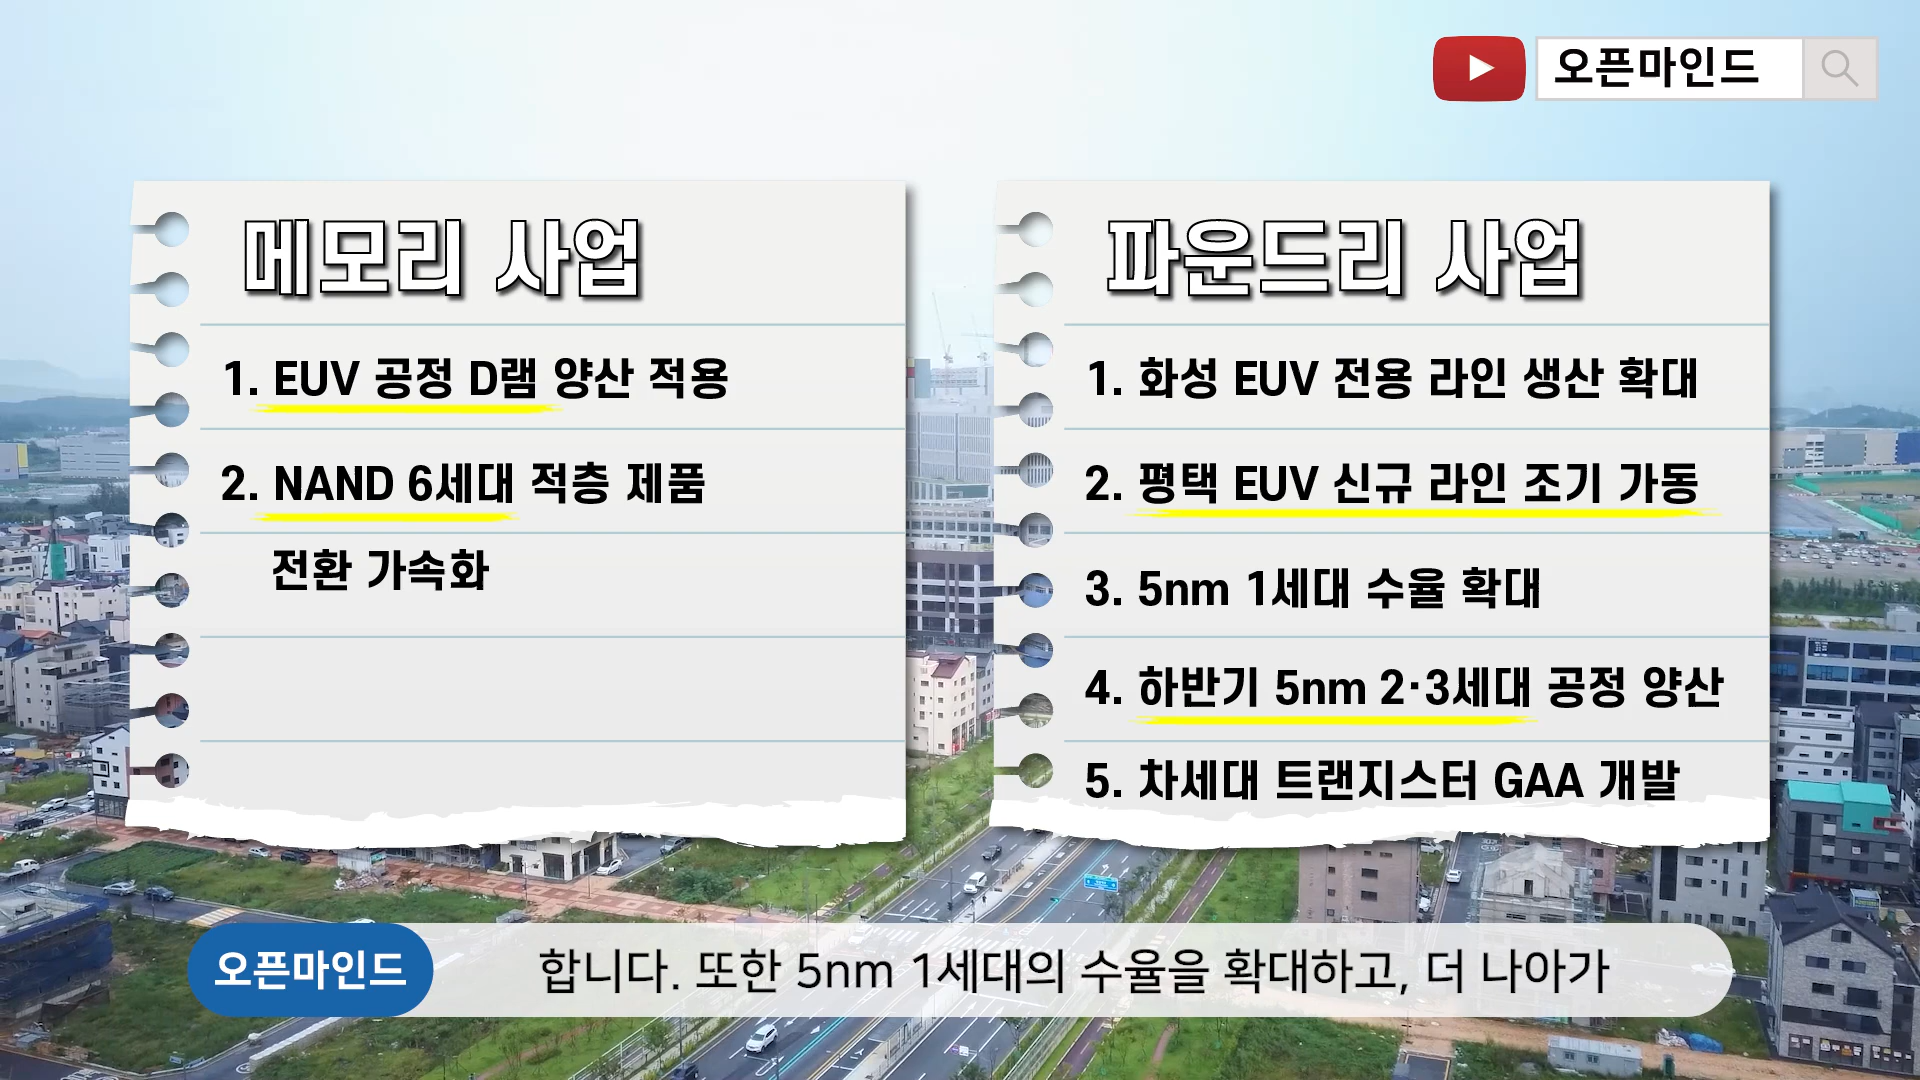 오픈마인드
메모리 사업
1. EUV 공정 D램 양산 적용
2. NAND 6세대 적층 제품
전환 가속화
파운드리 사업
1. 화성 EUV 전용 라인 생산 확대
2. 평택 EUV 신규 라인 조기 가동
3. 5nm 1세대 수율 확대
4. 하반기 5nm 2·3세대 공정 양산
5. 차세대 트랜지스터 GAA 개발
오픈마인드
합니다. 또한 5nm 1세대의 수율을 확대하고, 더 나아가